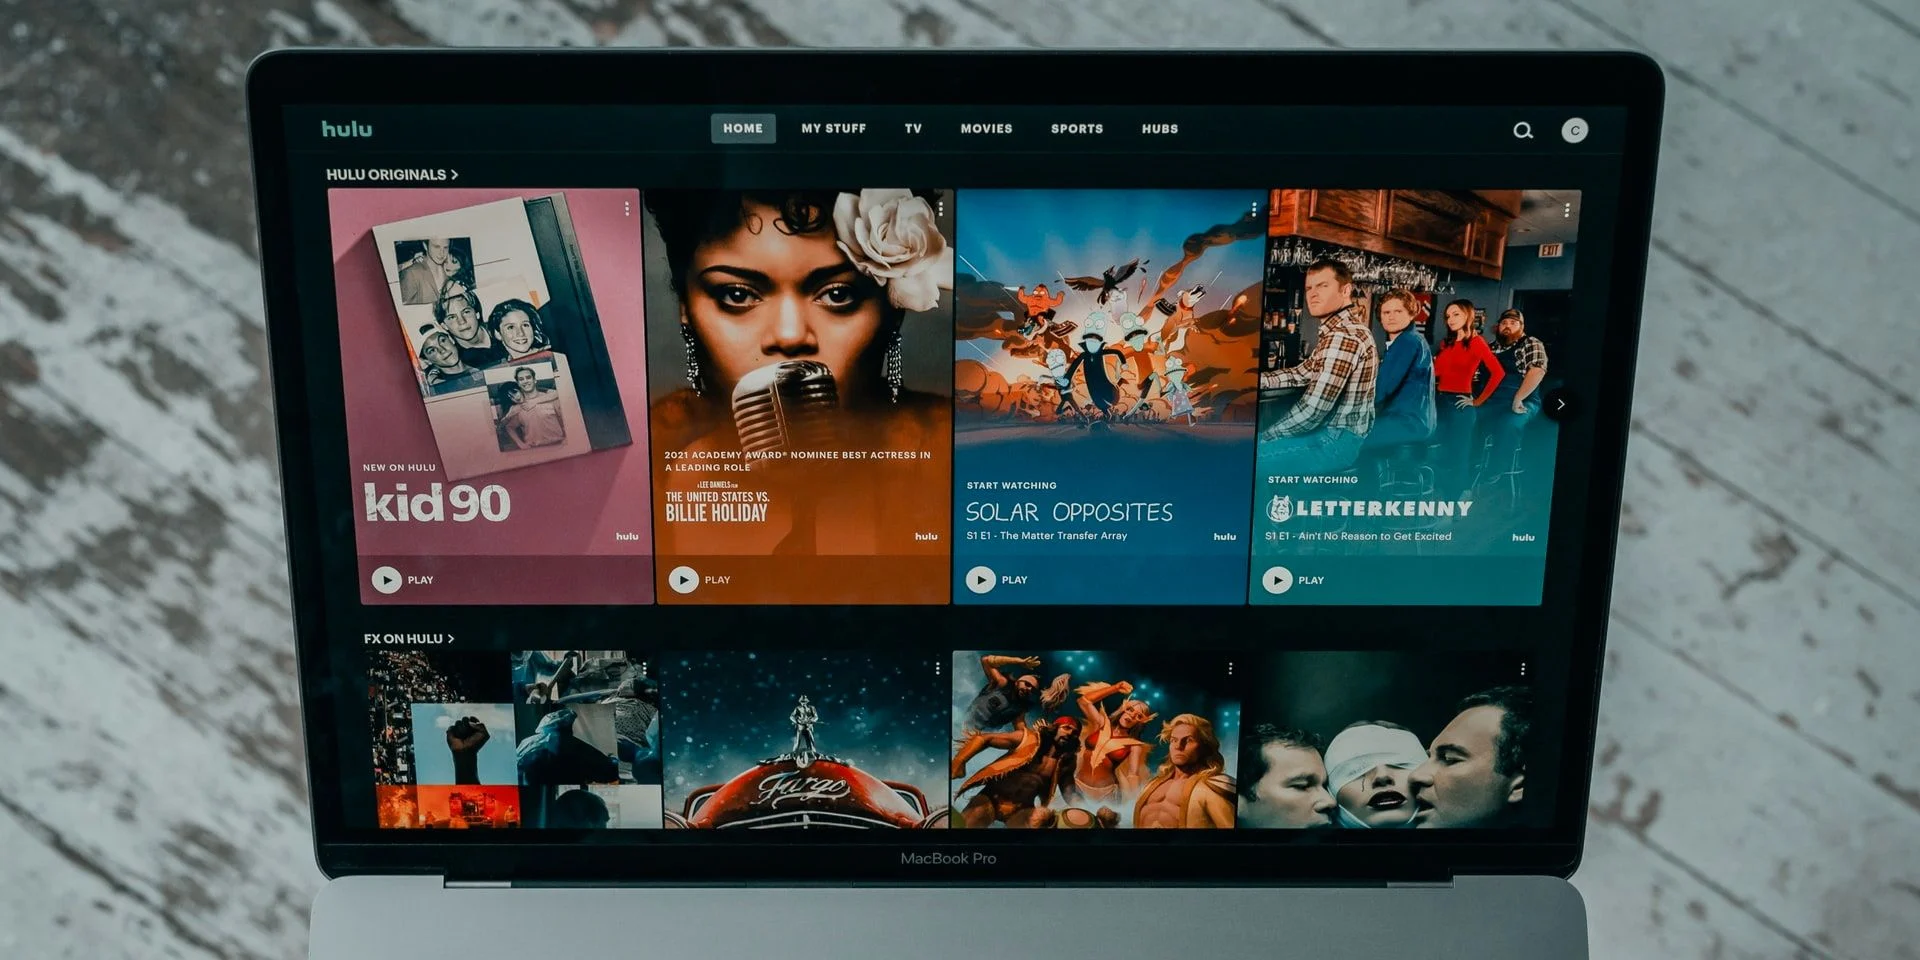 hulu
HOME MY STUFF TV MOVIES SPORTS HUBS
C
HULU ORIGINALS >
EXIT
NEW ON HULU
kid 90
hulu
PLAY
2021 ACADEMY AWARD® NOMINEE BEST ACTRESS IN
A LEADING ROLE
A LEE DANIELS FILM
THE UNITED STATES VS.
BILLIE HOLIDAY
hulu
PLAY
START WATCHING
SOLAR OPPOSITES
S1 E1 - The Matter Transfer Array
hulu
PLAY
START WATCHING
LETTERKENNY
S1 E1 - Ain't No Reason to Get Excited
hulu
PLAY
FX ON HULU >
Fargo
MacBook Pro